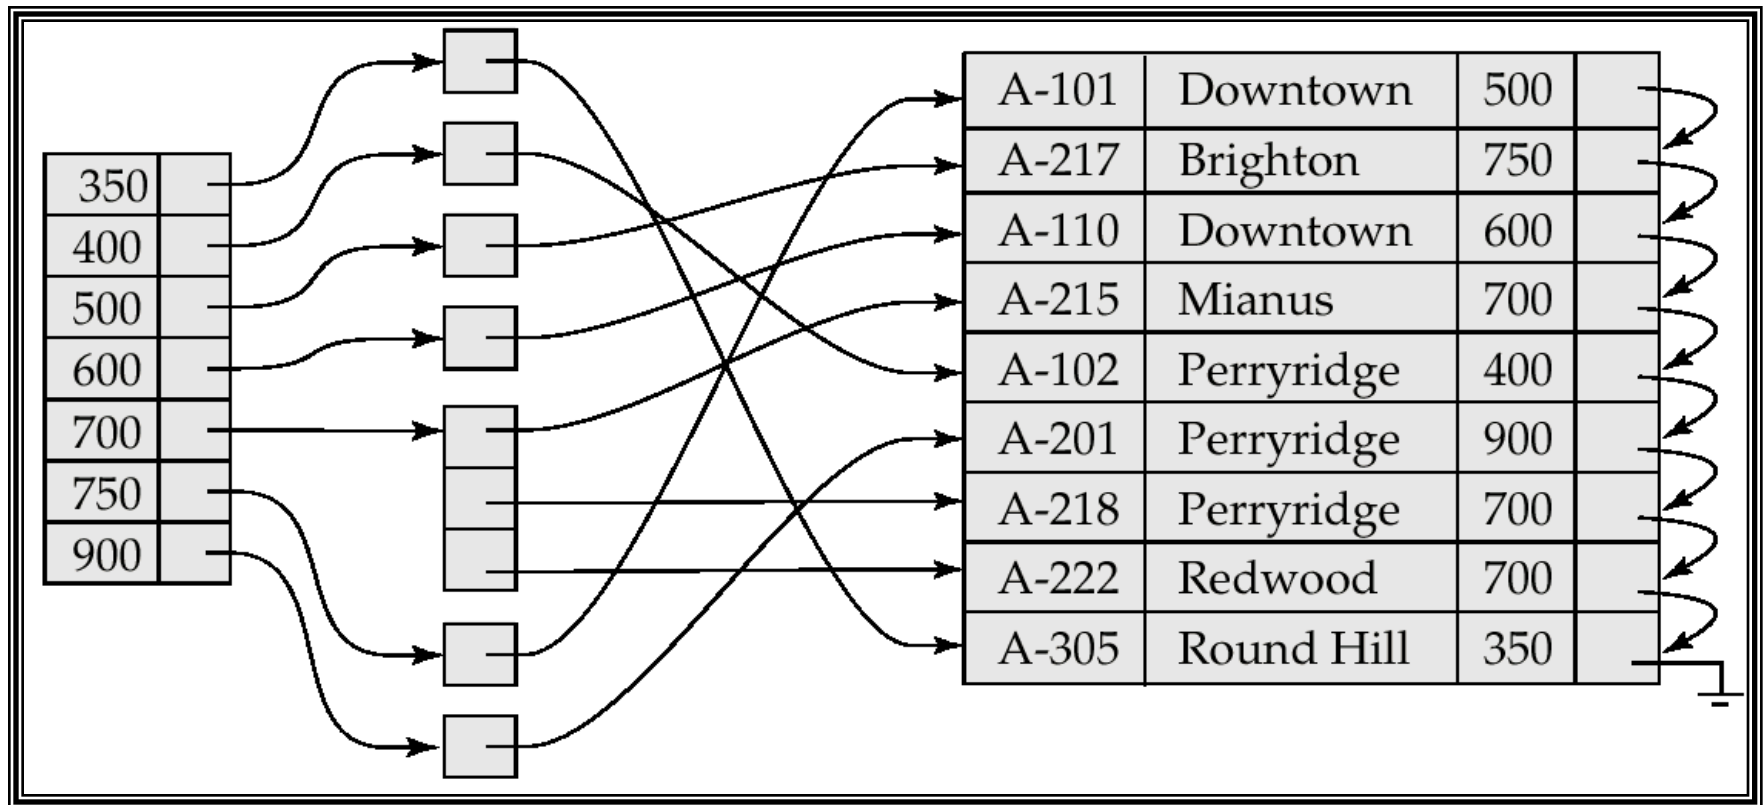 350
400
500
600
700
750
900
A-101 Downtown 500
A-217 Brighton 750
A-110 Downtown 600
A-215 Mianus 700
A-102 Perryridge 400
A-201 Perryridge 900
A-218 Perryridge 700
A-222 Redwood 700
A-305 Round Hill 350